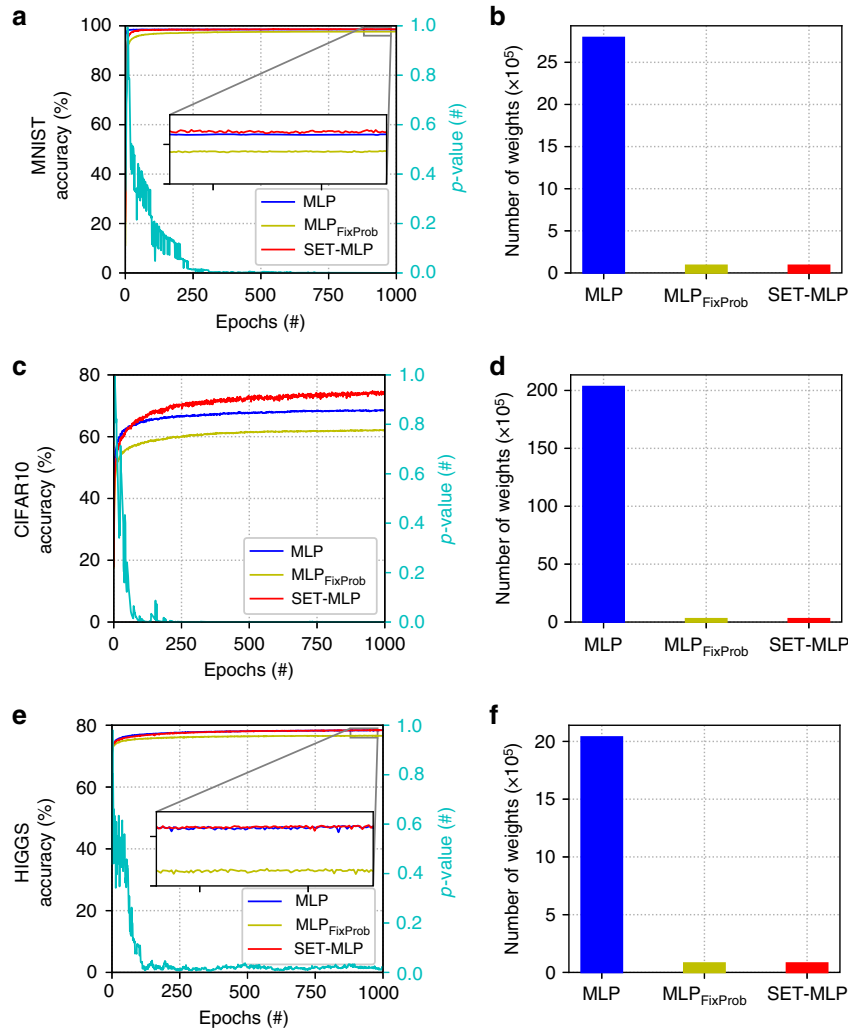 a
100
80
60
40
20
0
MNIST
accuracy (%)
1.0
0.8
0.6
0.4
0.2
0.0
p-value (#)
MLP
MLPFixProb
SET-MLP
0
250
500
750
1000
Epochs (#)
b
25
20
15
10
5
0
Number of weights (×10⁵)
MLP
MLPFixProb
SET-MLP
c
80
60
40
20
0
CIFAR10
accuracy (%)
1.0
0.8
0.6
0.4
0.2
0.0
p-value (#)
MLP
MLPFixProb
SET-MLP
0
250
500
750
1000
Epochs (#)
d
200
150
100
50
0
Number of weights (×10⁵)
MLP
MLPFixProb
SET-MLP
e
80
60
40
20
0
HIGGS
accuracy (%)
1.0
0.8
0.6
0.4
0.2
0.0
p-value (#)
MLP
MLPFixProb
SET-MLP
0
250
500
750
1000
Epochs (#)
f
20
15
10
5
0
Number of weights (×10⁵)
MLP
MLPFixProb
SET-MLP